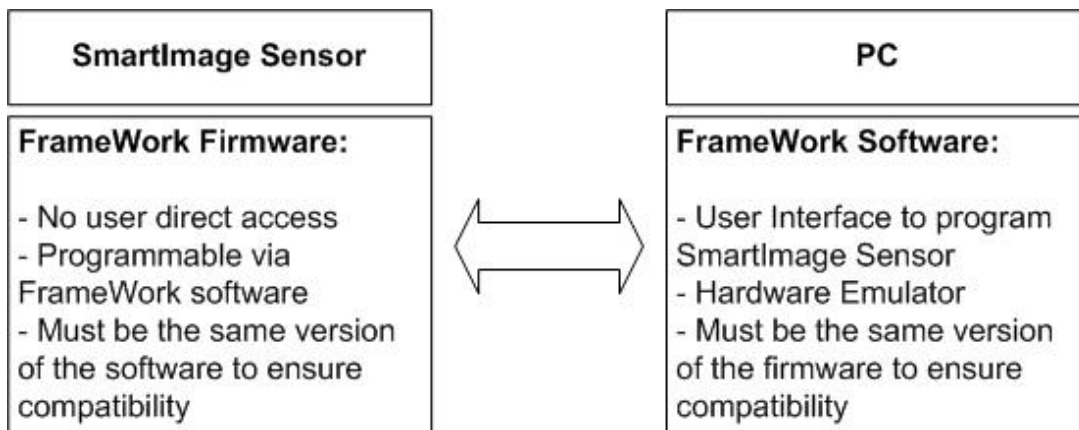 SmartImage Sensor
FrameWork Firmware:
- No user direct access
- Programmable via
FrameWork software
- Must be the same version
of the software to ensure
compatibility
PC
FrameWork Software:
- User Interface to program
SmartImage Sensor
- Hardware Emulator
- Must be the same version
of the firmware to ensure
compatibility